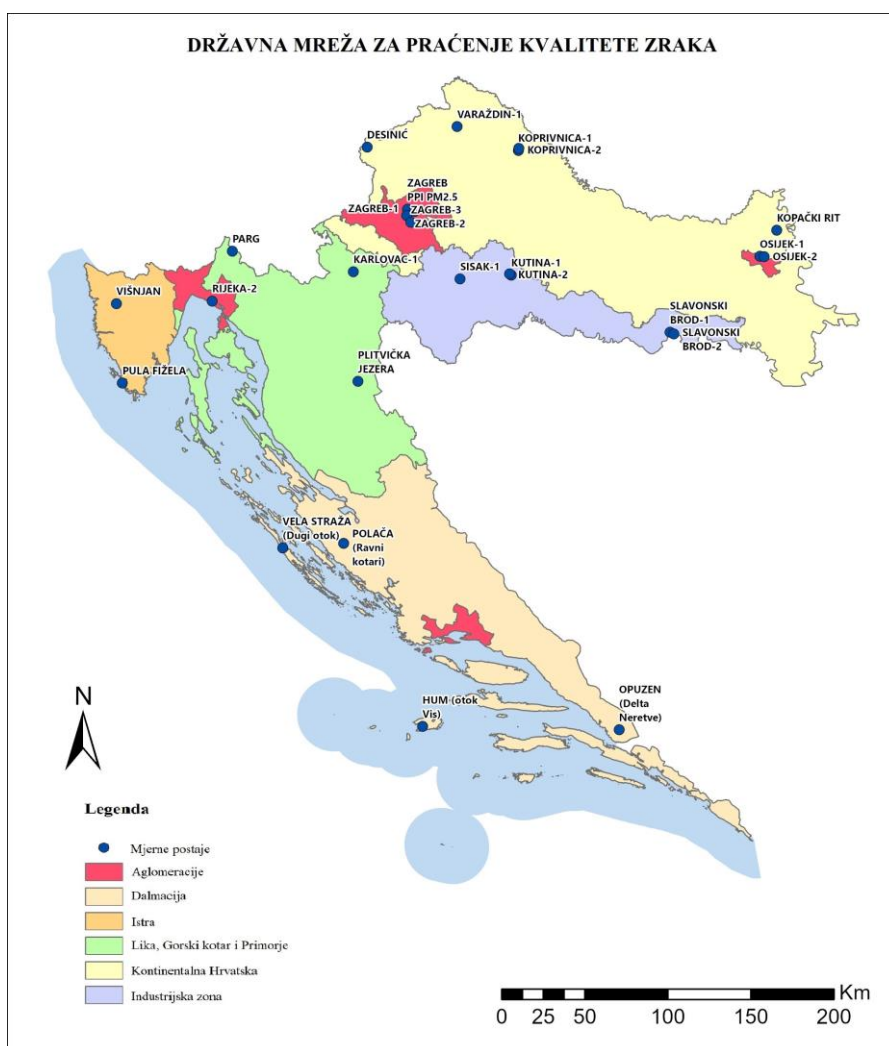 DRŽAVNA MREŽA ZA PRAĆENJE KVALITETE ZRAKA
VARAŽDIN-1
DESINIĆ
KOPRIVNICA-1
KOPRIVNICA-2
ZAGREB
PPI PM2.5
ZAGREB-1
ZAGREB-3
ZAGREB-2
KOPAČKI RIT
PARG
OSIJEK-1
OSIJEK-2
KARLOVAC-1
SISAK-1
KUTINA-1
KUTINA-2
VIŠNJAN
RIJEKA-2
SLAVONSKI
BROD-1
SLAVONSKI
BROD-2
PLITVIČKA
JEZERA
PULA FIŽELA
VELA STRAŽA
(Dugi otok)
POLAČA
(Ravni
kotari)
HUM (otok
Vis)
OPUZEN
(Delta
Neretve)
N
Legenda
Mjerne postaje
Aglomeracije
Dalmacija
Istra
Lika, Gorski kotar i Primorje
Kontinentalna Hrvatska
Industrijska zona
Km
0 25 50 100 150 200